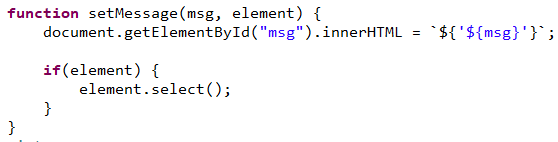 function setMessage(msg, element) {
    document.getElementById("msg").innerHTML = `${'${msg}'}`;
    if(element) {
        element.select();
    }
}